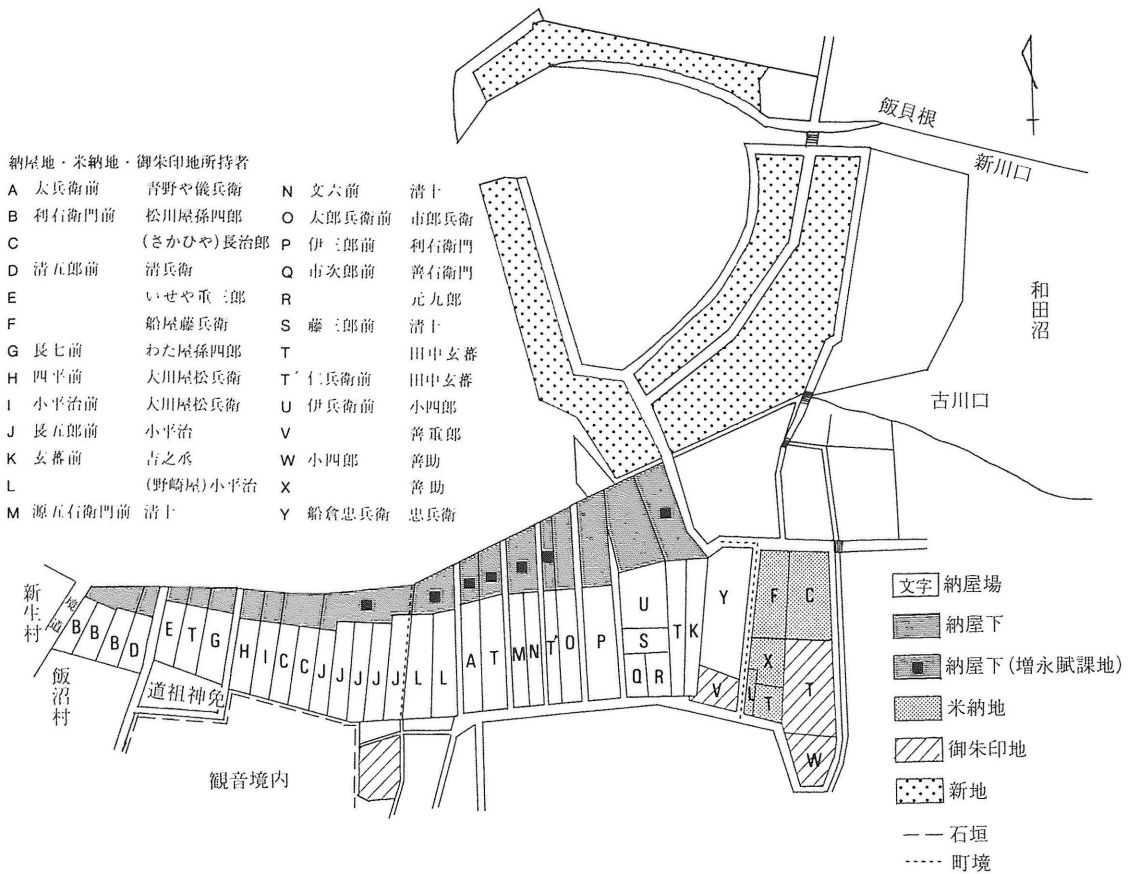 納屋地・米納地・御朱印地所持者
A 太兵衛前 青野や儀兵衛
B 利右衛門前 松川屋孫四郎
C (さかひや)長治郎
D 清五郎前 清兵衛
E いせや重三郎
F 船屋藤兵衛
G 長七前 わた屋孫四郎
H 四平前 大川屋松兵衛
I 小平治前 大川屋松兵衛
J 長五郎前 小平治
K 玄蕃前 吉之丞
L (野崎屋)小平治
M 源五右衛門前 清十
N 文六前 清十
O 太郎兵衛前 市郎兵衛
P 伊三郎前 利右衛門
Q 市次郎前 善右衛門
R 元九郎
S 藤三郎前 清十
T 田中玄蕃
T' 仁兵衛前 田中玄蕃
U 伊兵衛前 小四郎
V 善重郎
W 小四郎 善助
X 善助
Y 船倉忠兵衛 忠兵衛
飯貝根
新川口
和田沼
古川口
新生村
境道
飯沼村
道祖神免
観音境内
B B B D E T G H I C C J J J J L L A T M N T' O P U S Q R T K Y V F C X U T T W
文字 納屋場
納屋下
納屋下(増永賦課地)
米納地
御朱印地
新地
石垣
町境